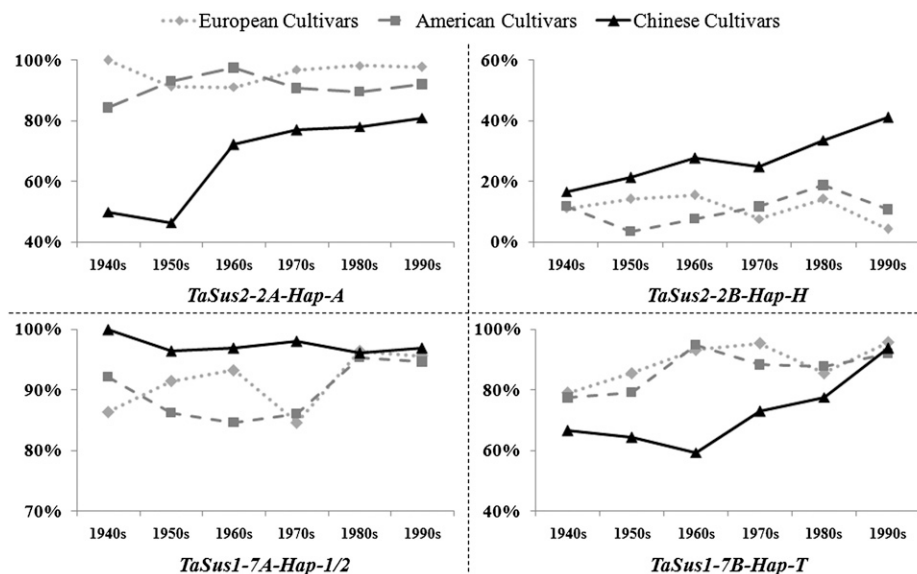 European Cultivars American Cultivars Chinese Cultivars
100%
80%
60%
40%
1940s 1950s 1960s 1970s 1980s 1990s
TaSus2-2A-Hap-A
60%
40%
20%
0%
1940s 1950s 1960s 1970s 1980s 1990s
TaSus2-2B-Hap-H
100%
90%
80%
70%
1940s 1950s 1960s 1970s 1980s 1990s
TaSus1-7A-Hap-1/2
100%
80%
60%
40%
1940s 1950s 1960s 1970s 1980s 1990s
TaSus1-7B-Hap-T